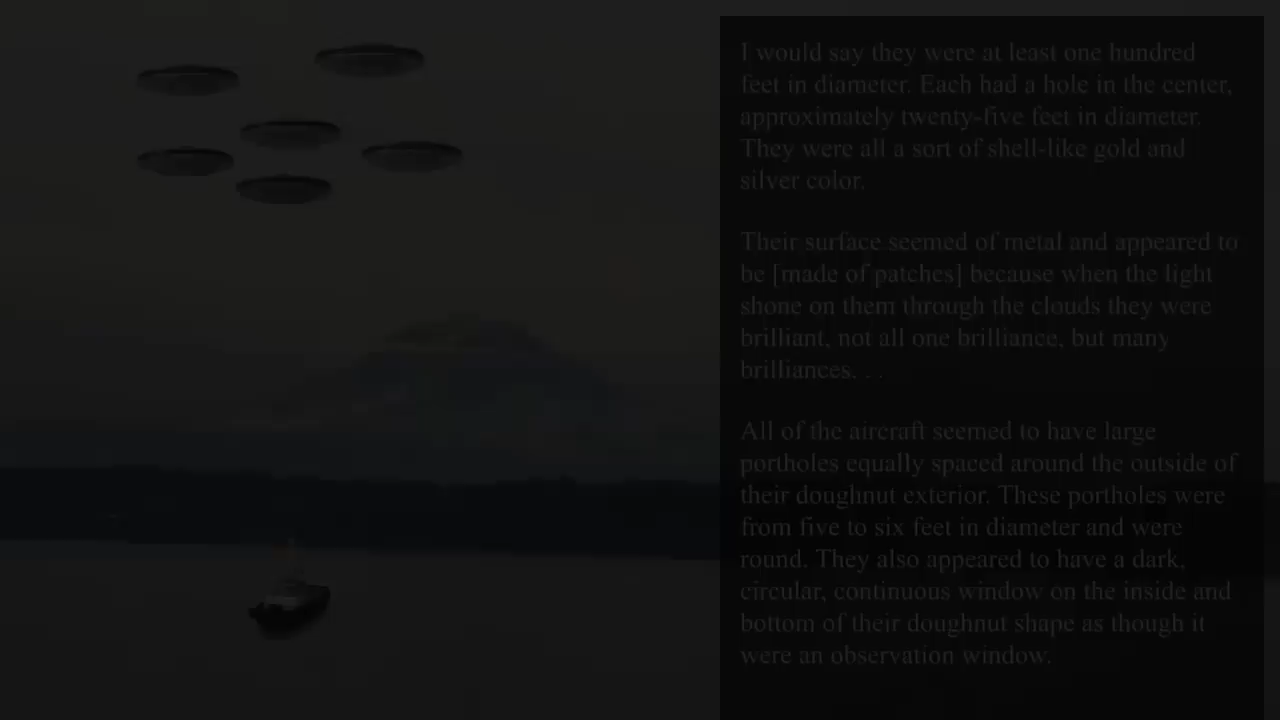 I would say they were at least one hundred
feet in diameter. Each had a hole in the center,
approximately twenty-five feet in diameter.
They were all a sort of shell-like gold and
silver color.
Their surface seemed of metal and appeared to
be [made of patches] because when the light
shone on them through the clouds they were
brilliant, not all one brilliance, but many
brilliances. . .
All of the aircraft seemed to have large
portholes equally spaced around the outside of
their doughnut exterior. These portholes were
from five to six feet in diameter and were
round. They also appeared to have a dark,
circular, continuous window on the inside and
bottom of their doughnut shape as though it
were an observation window.